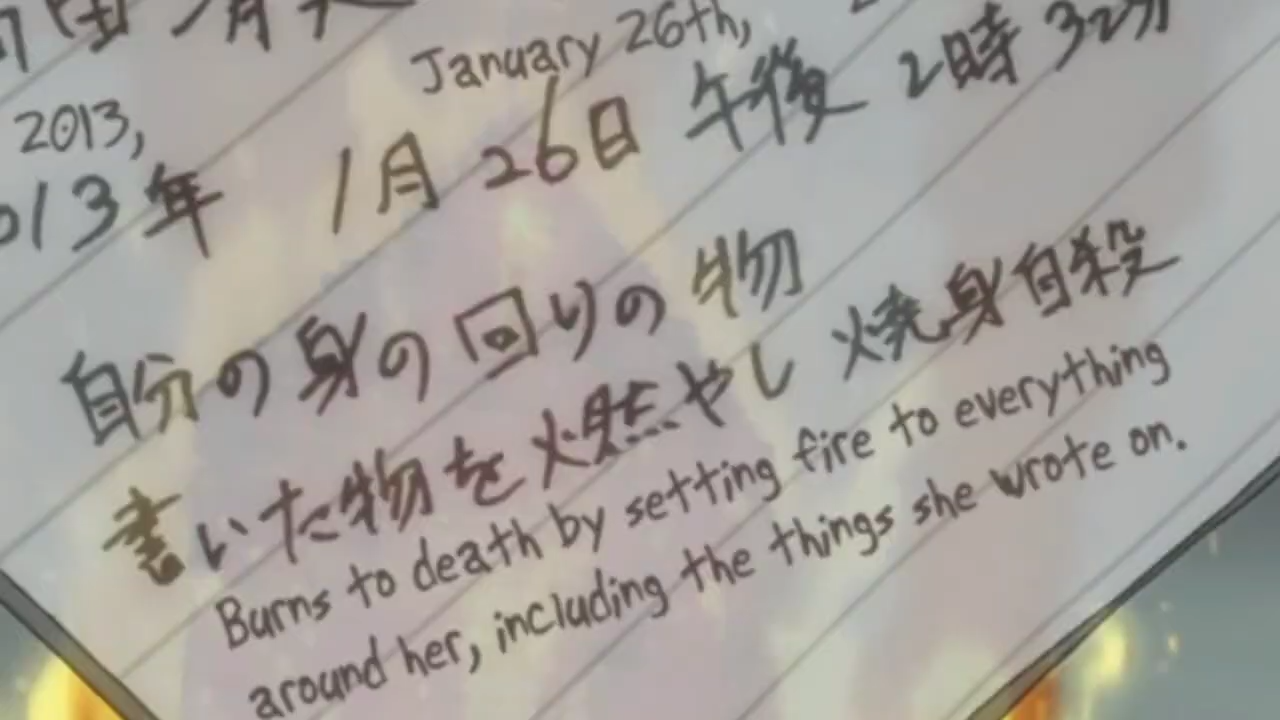 January 26th,
2013,
013年 1月 26日 午後 2時 32分
自分の身の回りの物
書いた物を燃やし 焼身自殺
Burns to death by setting fire to everything
around her, including the things she wrote on.